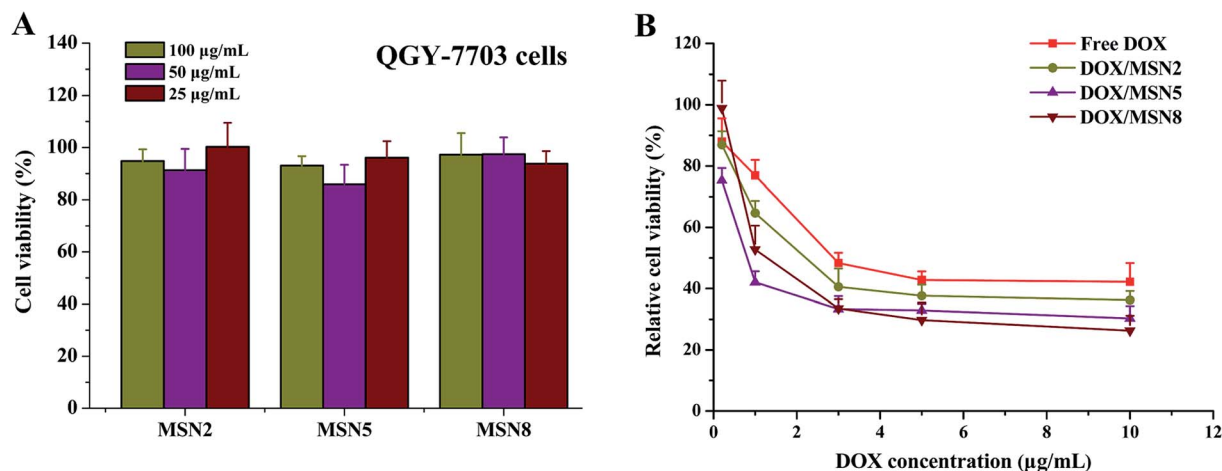 A
QGY-7703 cells
100 µg/mL
50 µg/mL
25 µg/mL
Cell viability (%)
140
120
100
80
60
40
20
0
MSN2 MSN5 MSN8
B
Free DOX
DOX/MSN2
DOX/MSN5
DOX/MSN8
Relative cell viability (%)
120
100
80
60
40
20
0
0 2 4 6 8 10 12
DOX concentration (µg/mL)